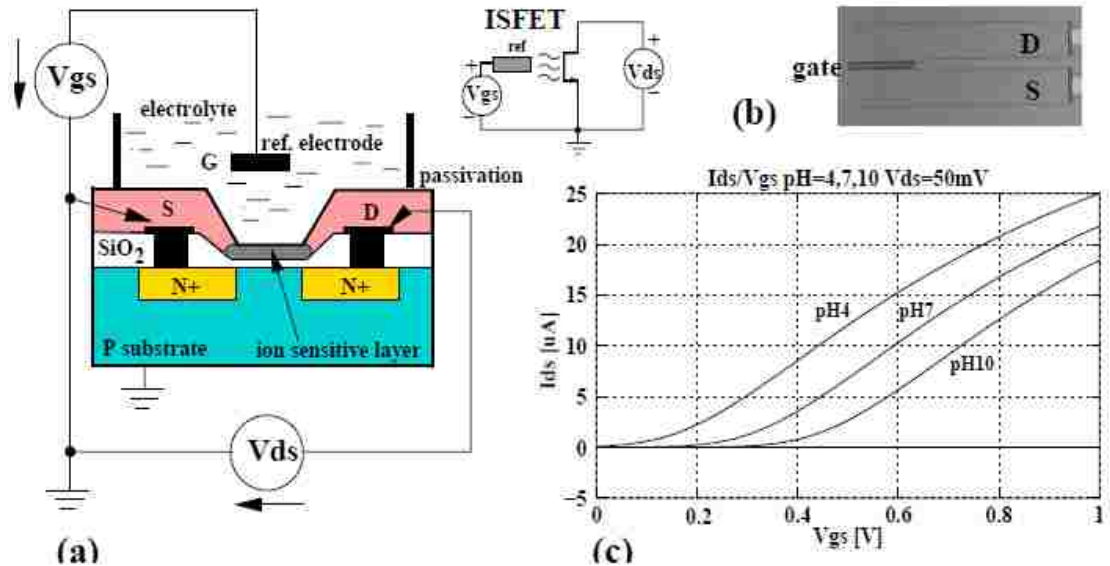 Vgs
electrolyte
ref. electrode
G
passivation
S
D
SiO2
N+
N+
P substrate
ion sensitive layer
Vds
(a)
ISFET
ref
+
Vgs
−
+
Vds
−
gate
D
S
(b)
Ids/Vgs pH=4,7,10 Vds=50mV
25
20
15
10
5
0
−5
Ids [uA]
pH4
pH7
pH10
0
0.2
0.4
0.6
0.8
1
Vgs [V]
(c)